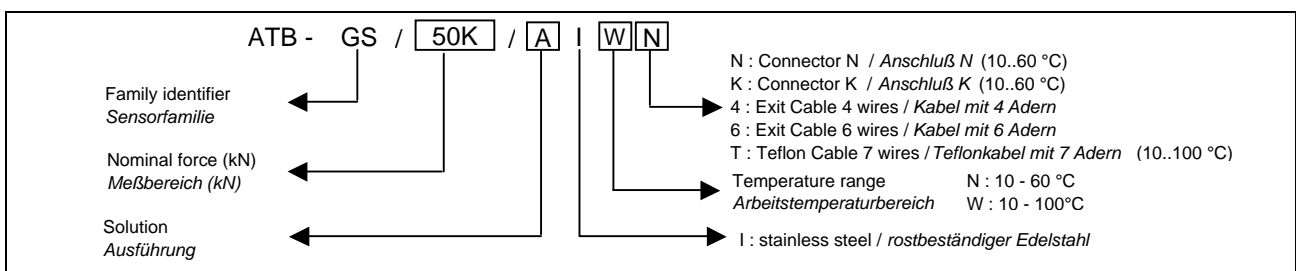 ATB - GS / 50K / A I W N
N : Connector N / Anschluß N (10..60 °C)
K : Connector K / Anschluß K (10..60 °C)
4 : Exit Cable 4 wires / Kabel mit 4 Adern
6 : Exit Cable 6 wires / Kabel mit 6 Adern
T : Teflon Cable 7 wires / Teflonkabel mit 7 Adern (10..100 °C)
Family identifier
Sensorfamilie
Nominal force (kN)
Meßbereich (kN)
Temperature range N : 10 - 60 °C
Arbeitstemperaturbereich W : 10 - 100°C
Solution
Ausführung
I : stainless steel / rostbeständiger Edelstahl